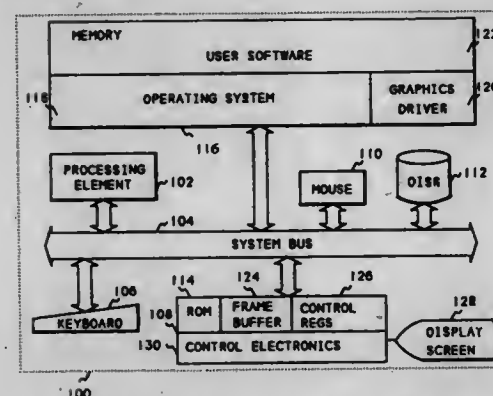 MEMORY
USER SOFTWARE
122
118
OPERATING SYSTEM
GRAPHICS
DRIVER
120
116
PROCESSING
ELEMENT
102
110
MOUSE
DISK
112
104
SYSTEM BUS
106
KEYBOARD
114
124
126
ROM
FRAME
BUFFER
CONTROL
REGS
108
130
CONTROL ELECTRONICS
128
DISPLAY
SCREEN
100